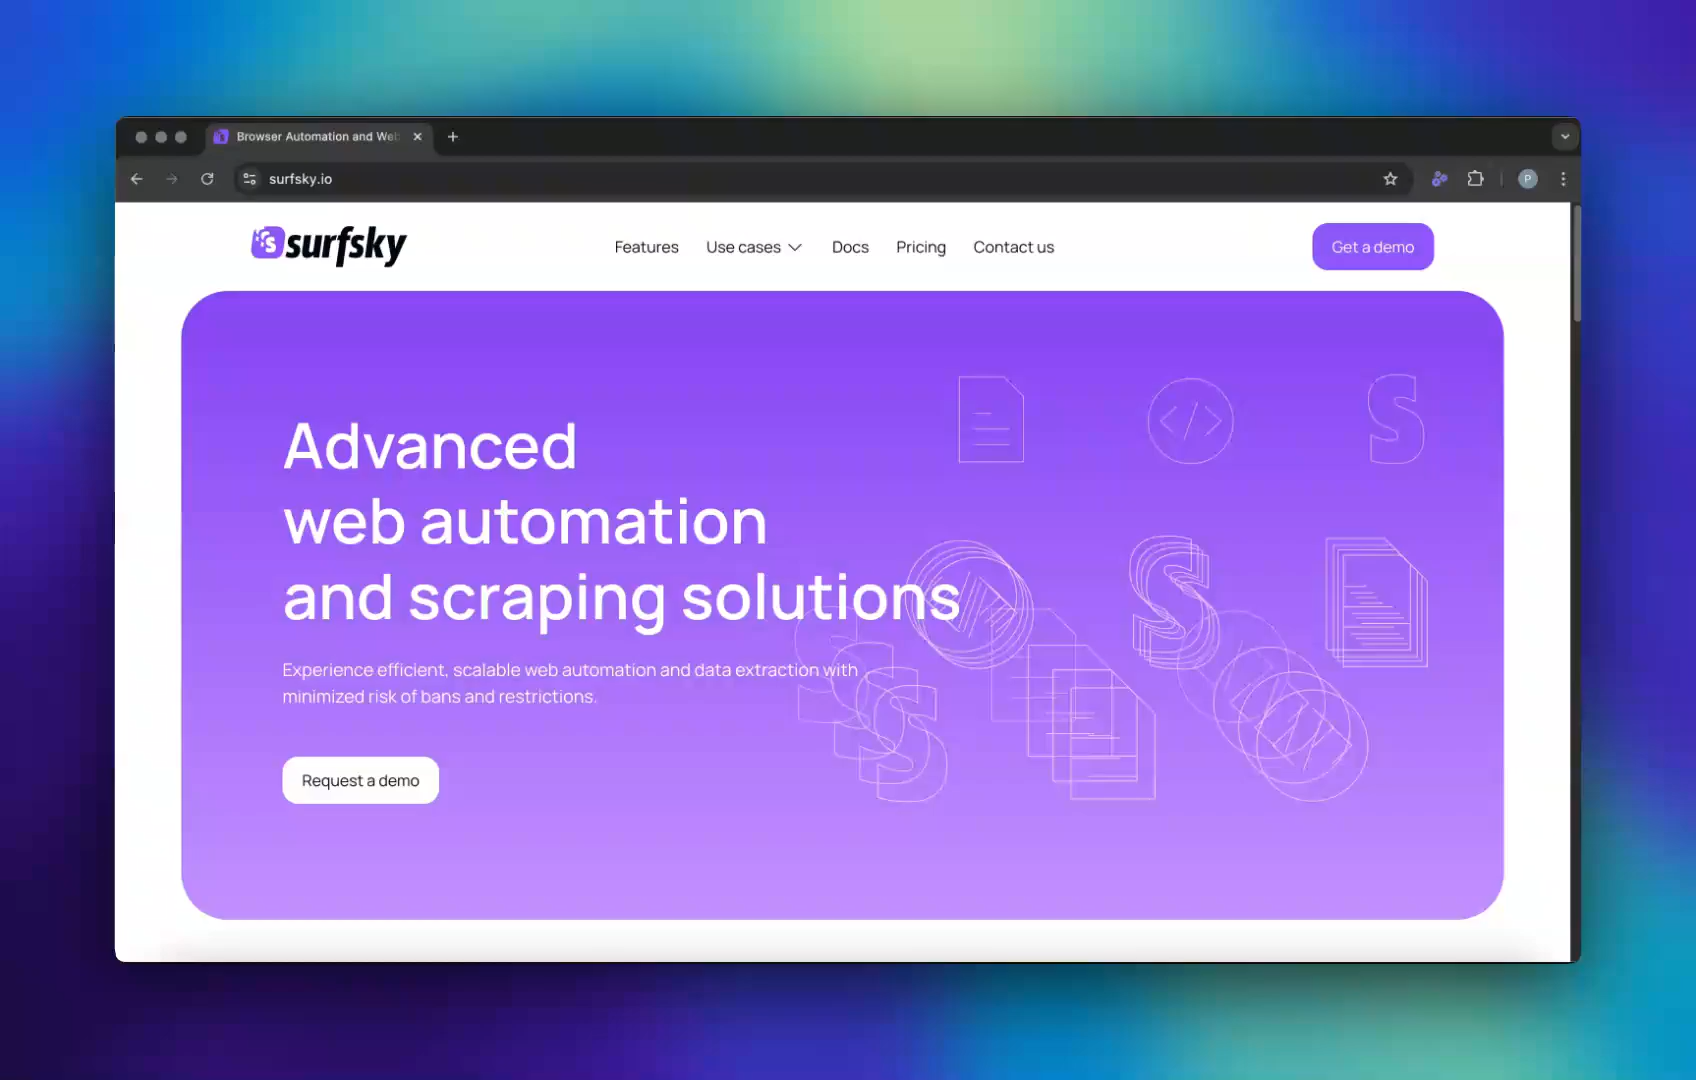 Browser Automation and Web
surfsky.io
P
surfsky
Features
Use cases
Docs
Pricing
Contact us
Get a demo
Advanced
web automation
and scraping solutions
Experience efficient, scalable web automation and data extraction with
minimized risk of bans and restrictions.
Request a demo